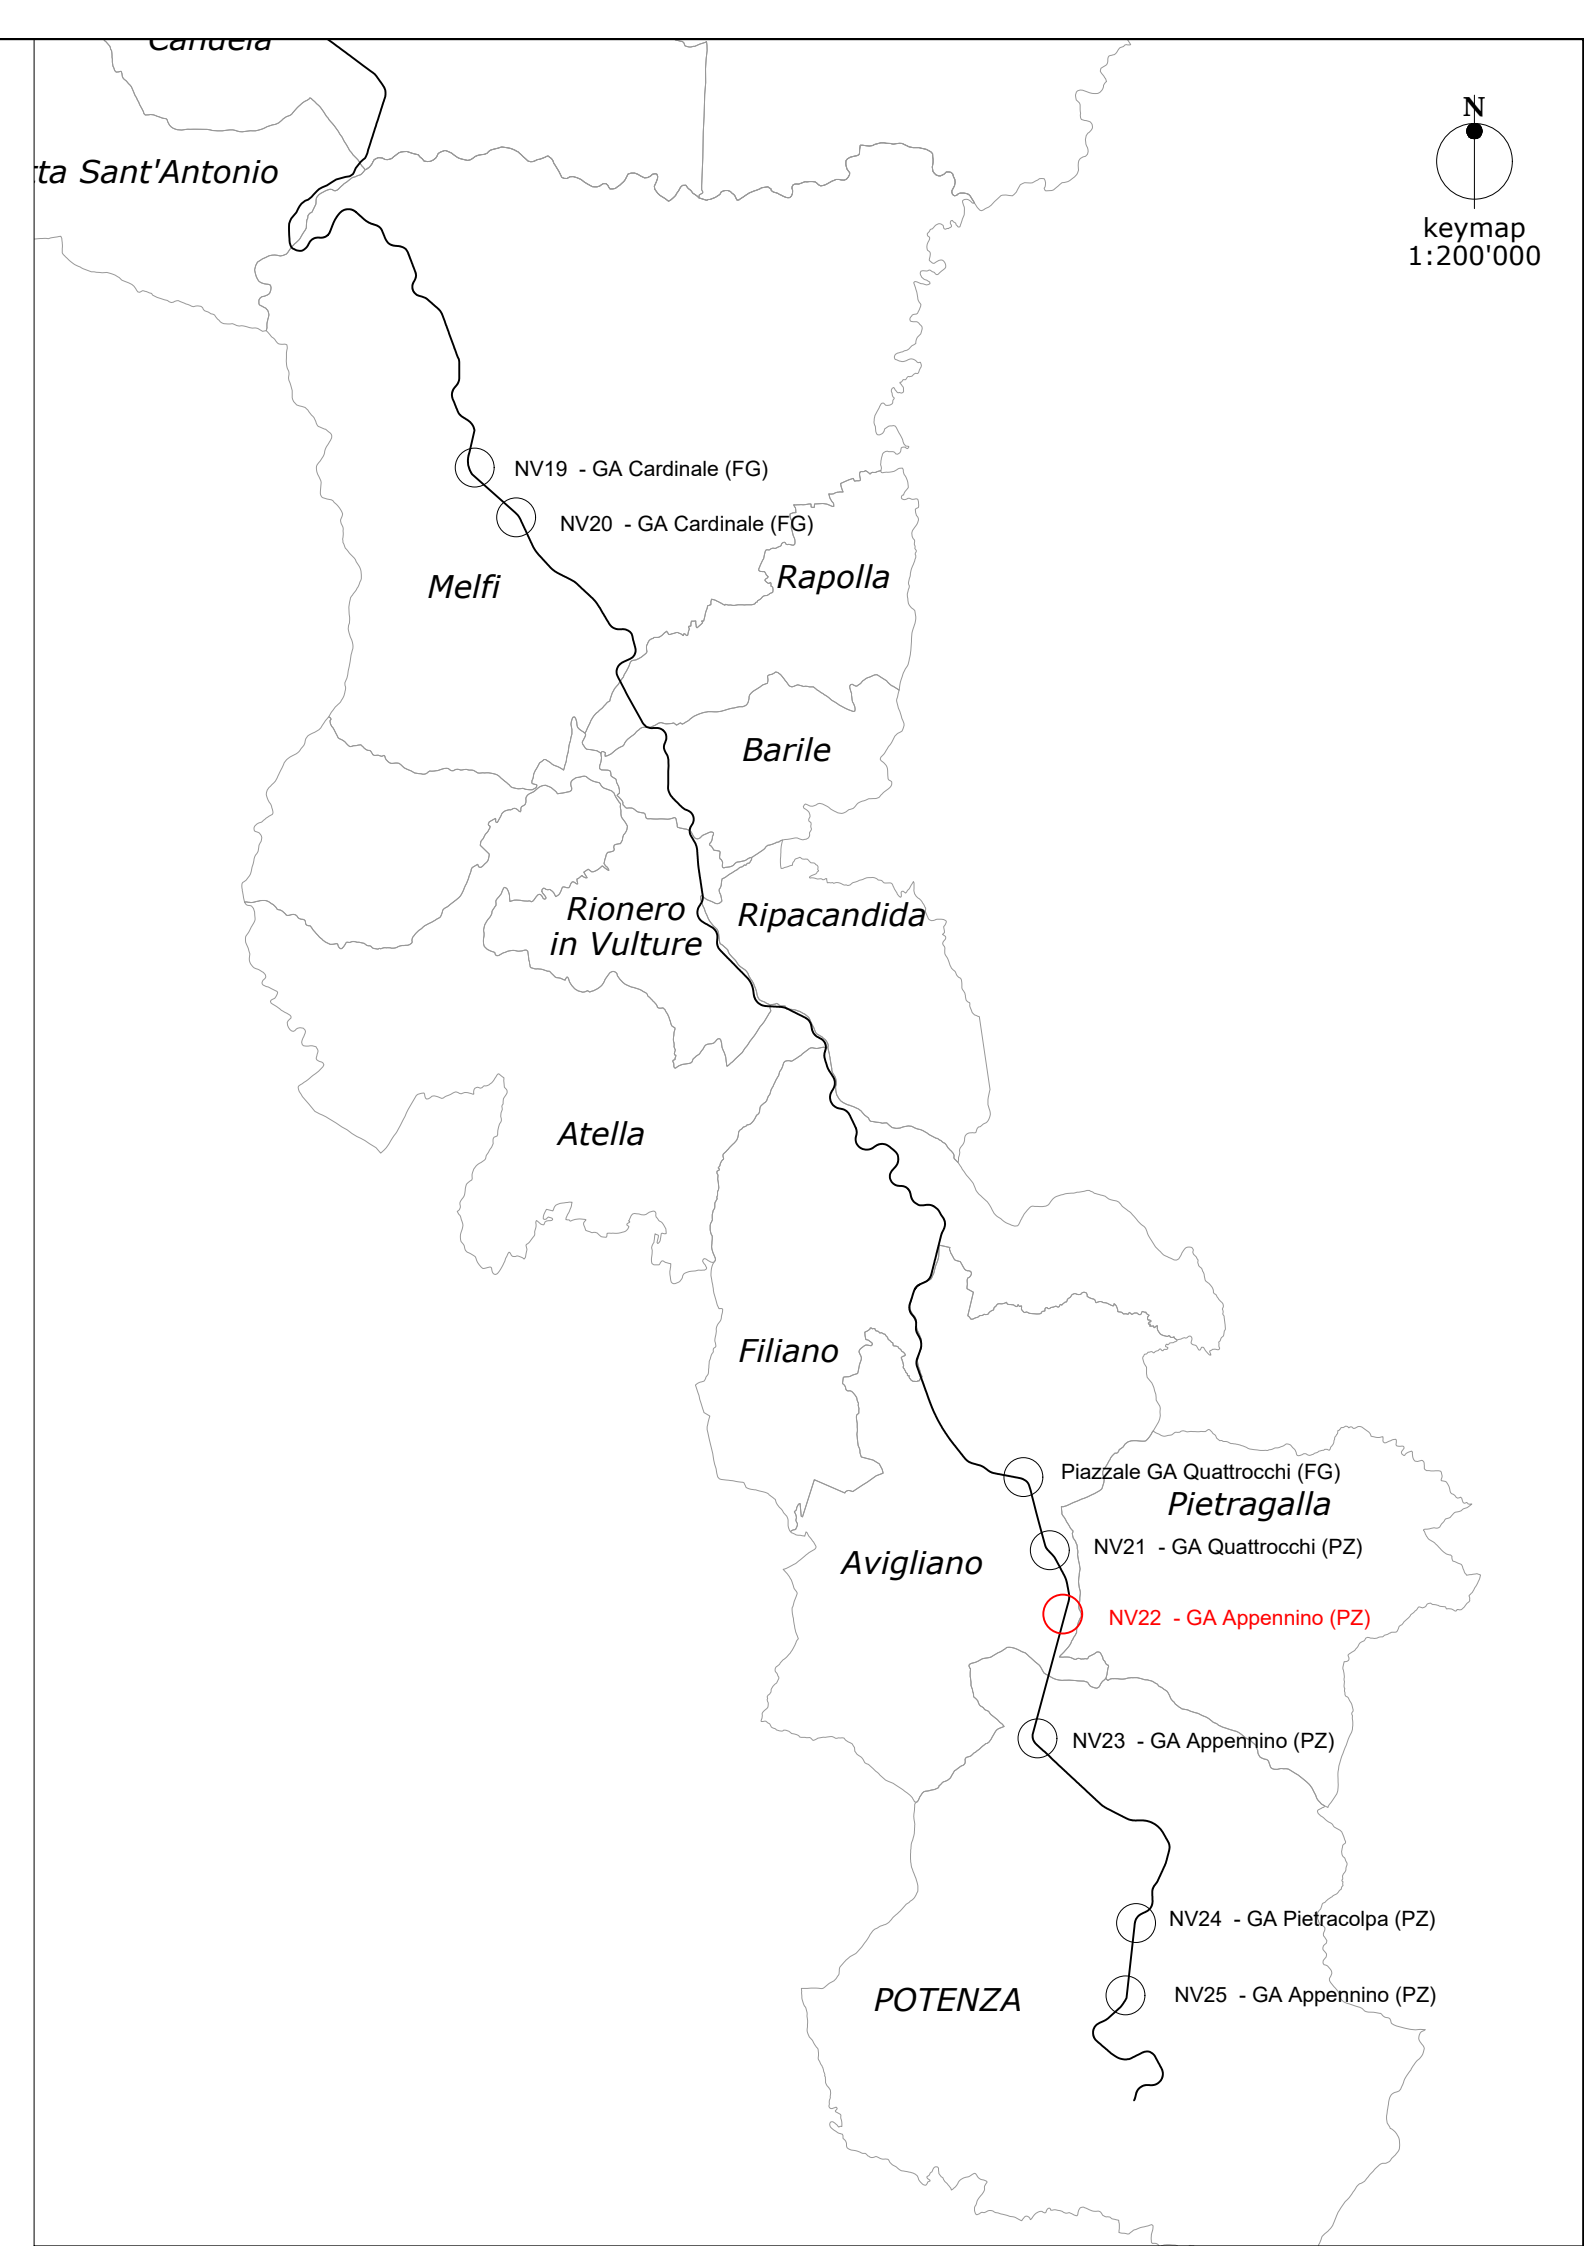 Candela
N
tta Sant'Antonio
keymap
1:200'000
NV19 - GA Cardinale (FG)
NV20 - GA Cardinale (FG)
Rapolla
Melfi
Barile
Rionero
in Vulture
Ripacandida
Atella
Filiano
Piazzale GA Quattrocchi (FG)
Pietragalla
NV21 - GA Quattrocchi (PZ)
Avigliano
NV22 - GA Appennino (PZ)
NV23 - GA Appennino (PZ)
NV24 - GA Pietracolpa (PZ)
NV25 - GA Appennino (PZ)
POTENZA